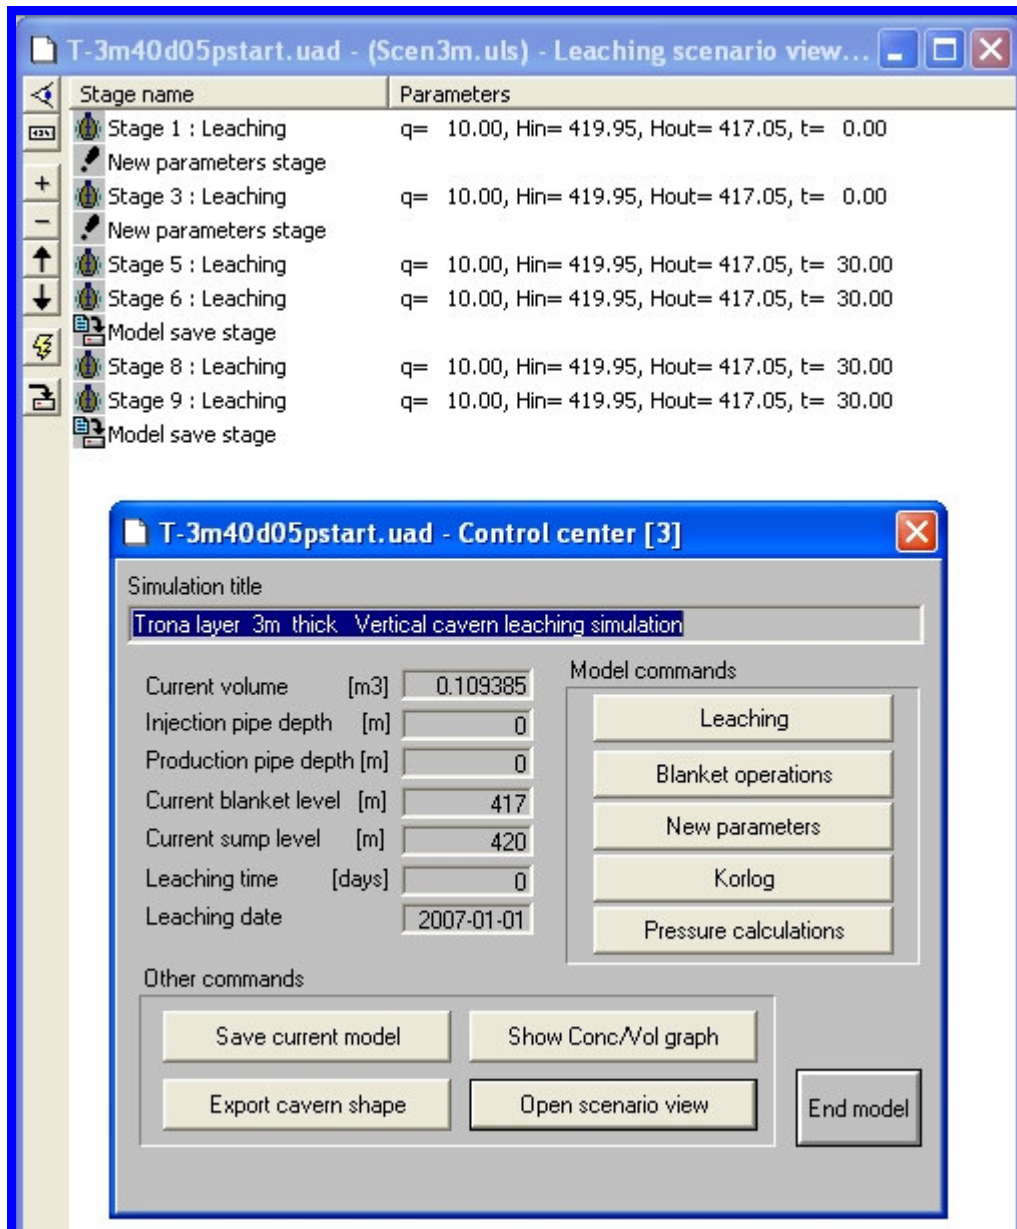 T-3m40d05pstart.uad - (Scen3m.uls) - Leaching scenario view...
Stage name Parameters
Stage 1 : Leaching q= 10.00, Hin= 419.95, Hout= 417.05, t= 0.00
New parameters stage
Stage 3 : Leaching q= 10.00, Hin= 419.95, Hout= 417.05, t= 0.00
New parameters stage
Stage 5 : Leaching q= 10.00, Hin= 419.95, Hout= 417.05, t= 30.00
Stage 6 : Leaching q= 10.00, Hin= 419.95, Hout= 417.05, t= 30.00
Model save stage
Stage 8 : Leaching q= 10.00, Hin= 419.95, Hout= 417.05, t= 30.00
Stage 9 : Leaching q= 10.00, Hin= 419.95, Hout= 417.05, t= 30.00
Model save stage
T-3m40d05pstart.uad - Control center [3]
Simulation title
Trona layer 3m thick Vertical cavern leaching simulation
Current volume [m3] 0.109385
Injection pipe depth [m] 0
Production pipe depth [m] 0
Current blanket level [m] 417
Current sump level [m] 420
Leaching time [days] 0
Leaching date 2007-01-01
Model commands
Leaching
Blanket operations
New parameters
Korlog
Pressure calculations
Other commands
Save current model
Show Conc/Vol graph
Export cavern shape
Open scenario view
End model